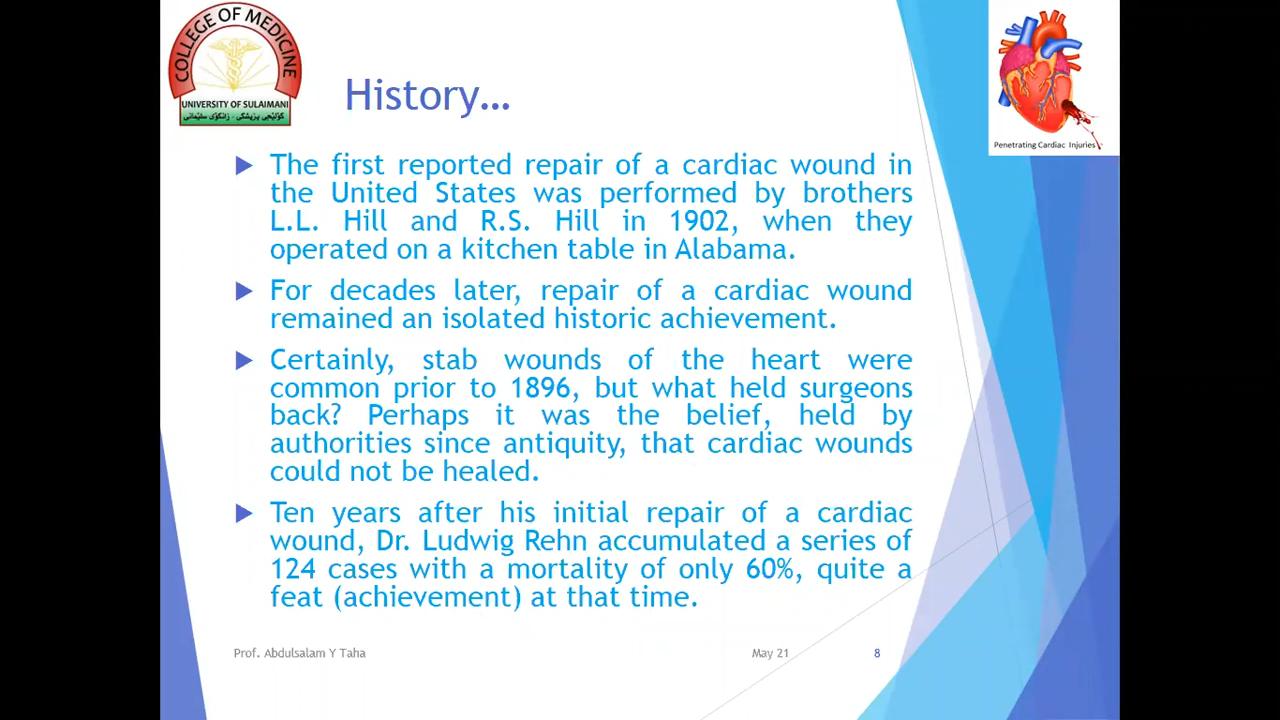 COLLEGE OF MEDICINE
UNIVERSITY OF SULAIMANI
كۆلێجی پزیشکی - زانکۆی سلێمانی
History...
Penetrating Cardiac Injuries
The first reported repair of a cardiac wound in
the United States was performed by brothers
L.L. Hill and R.S. Hill in 1902, when they
operated on a kitchen table in Alabama.
For decades later, repair of a cardiac wound
remained an isolated historic achievement.
Certainly, stab wounds of the heart were
common prior to 1896, but what held surgeons
back? Perhaps it was the belief, held by
authorities since antiquity, that cardiac wounds
could not be healed.
Ten years after his initial repair of a cardiac
wound, Dr. Ludwig Rehn accumulated a series of
124 cases with a mortality of only 60%, quite a
feat (achievement) at that time.
Prof. Abdulsalam Y Taha
May 21
8